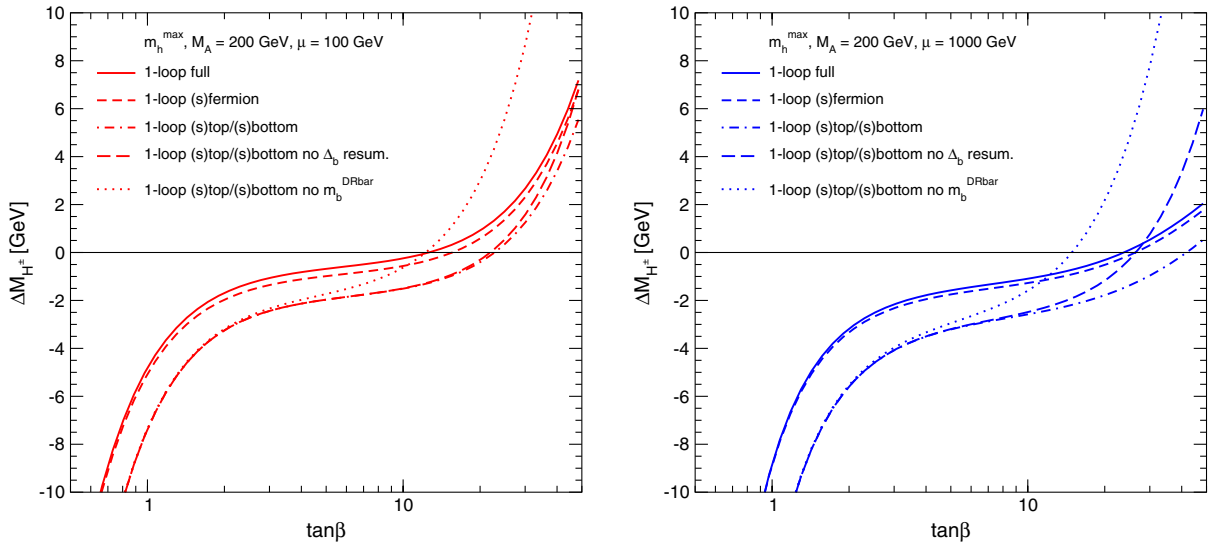 m_h^max, M_A = 200 GeV, μ = 100 GeV
1-loop full
1-loop (s)fermion
1-loop (s)top/(s)bottom
1-loop (s)top/(s)bottom no Δ_b resum.
1-loop (s)top/(s)bottom no m_b^DRbar
10
8
6
4
2
0
-2
-4
-6
-8
-10
ΔM_H^± [GeV]
1
10
tanβ
m_h^max, M_A = 200 GeV, μ = 1000 GeV
1-loop full
1-loop (s)fermion
1-loop (s)top/(s)bottom
1-loop (s)top/(s)bottom no Δ_b resum.
1-loop (s)top/(s)bottom no m_b^DRbar
10
8
6
4
2
0
-2
-4
-6
-8
-10
ΔM_H^± [GeV]
1
10
tanβ